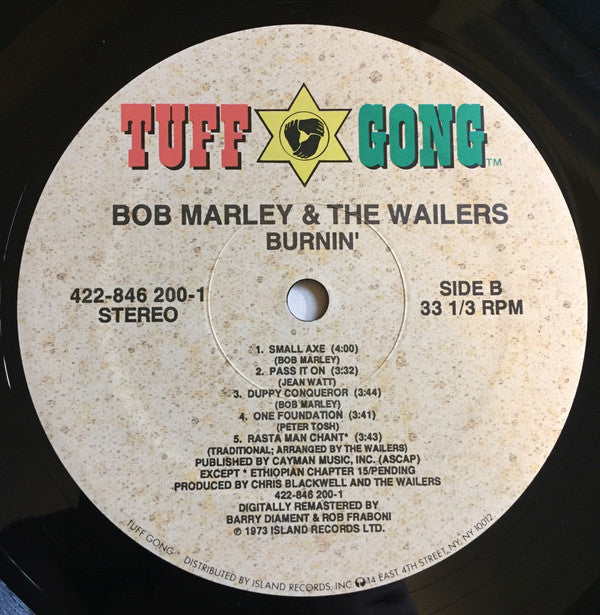 TUFF GONG TM
BOB MARLEY & THE WAILERS
BURNIN'
422-846 200-1
STEREO
SIDE B
33 1/3 RPM
1. SMALL AXE (4:00)
(BOB MARLEY)
2. PASS IT ON (3:32)
(JEAN WATT)
3. DUPPY CONQUEROR (3:44)
(BOB MARLEY)
4. ONE FOUNDATION (3:41)
(PETER TOSH)
5. RASTA MAN CHANT* (3:43)
(TRADITIONAL; ARRANGED BY THE WAILERS)
PUBLISHED BY CAYMAN MUSIC, INC. (ASCAP)
EXCEPT * ETHIOPIAN CHAPTER 15/PENDING
PRODUCED BY CHRIS BLACKWELL AND THE WAILERS
422-846 200-1
DIGITALLY REMASTERED BY
BARRY DIAMENT & ROB FRABONI
℗ 1973 ISLAND RECORDS LTD.
TUFF GONG - DISTRIBUTED BY ISLAND RECORDS, INC 14 EAST 4TH STREET, NY, NY 10012